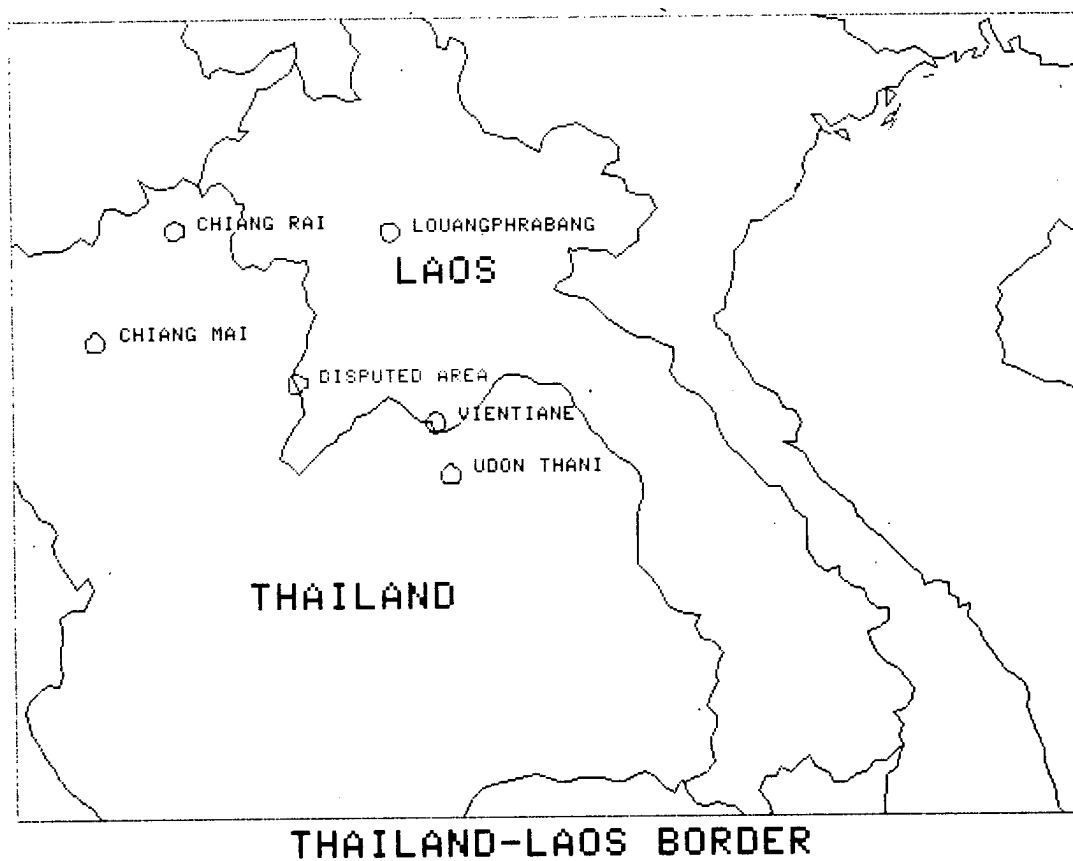 CHIANG RAI
LOUANGPHRABANG
LAOS
CHIANG MAI
DISPUTED AREA
VIENTIANE
UDON THANI
THAILAND
THAILAND-LAOS BORDER